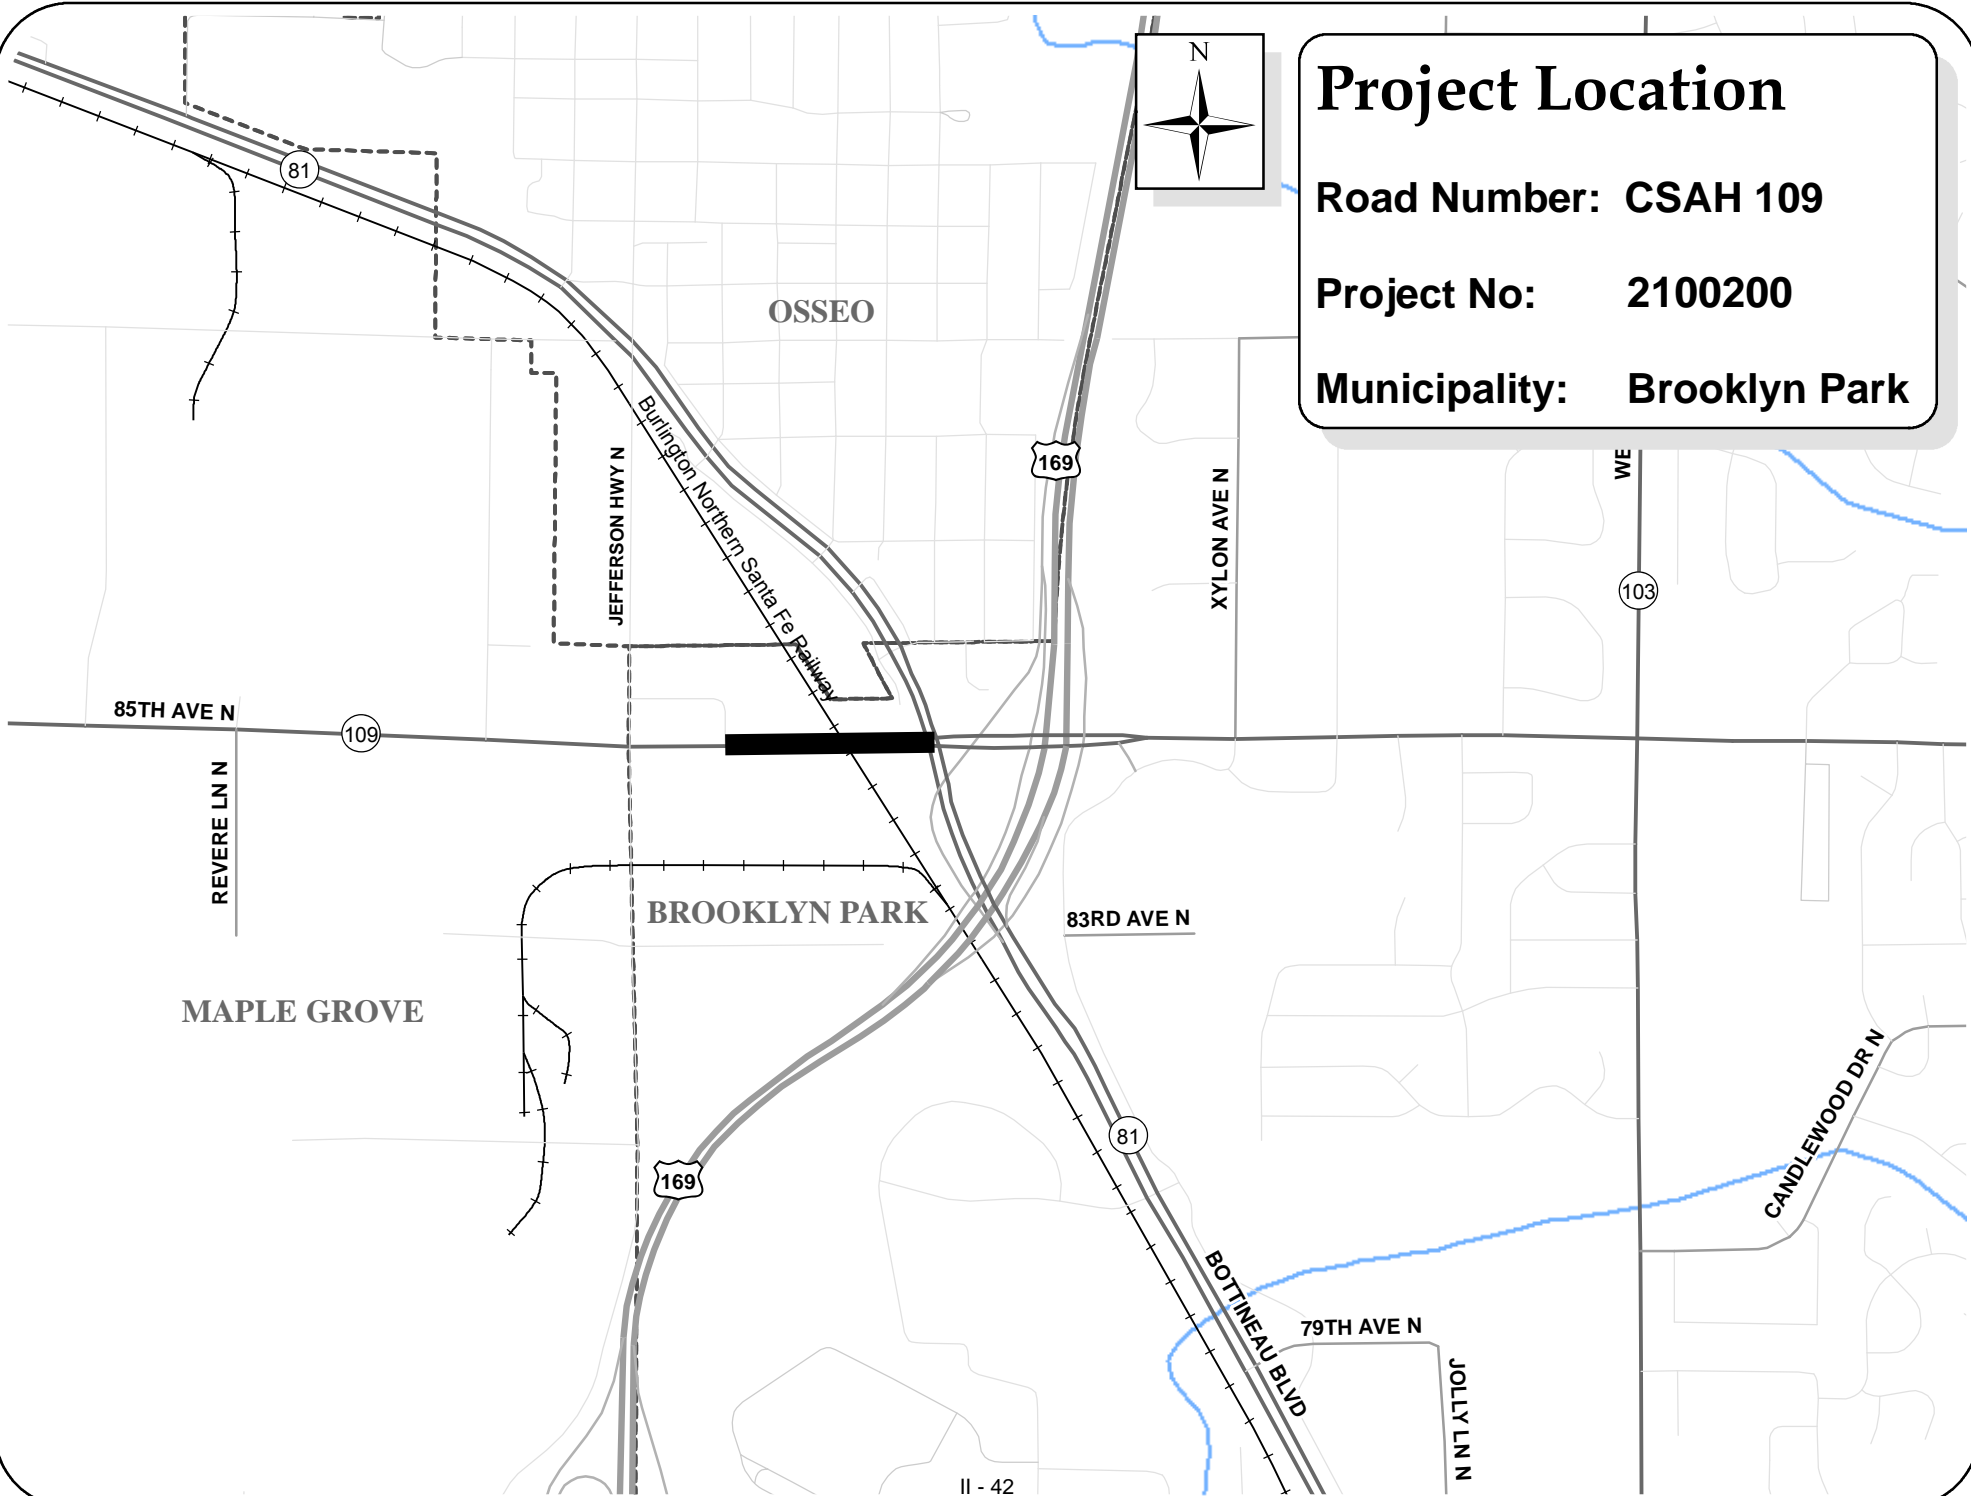 N
Project Location
Road Number: CSAH 109
Project No: 2100200
Municipality: Brooklyn Park
81
OSSEO
Burlington Northern Santa Fe Railway
JEFFERSON HWY N
169
XYLON AVE N
WE
103
85TH AVE N
109
REVERE LN N
BROOKLYN PARK
83RD AVE N
MAPLE GROVE
CANDLEWOOD DR N
81
169
BOTTINEAU BLVD
79TH AVE N
JOLLY LN N
II - 42